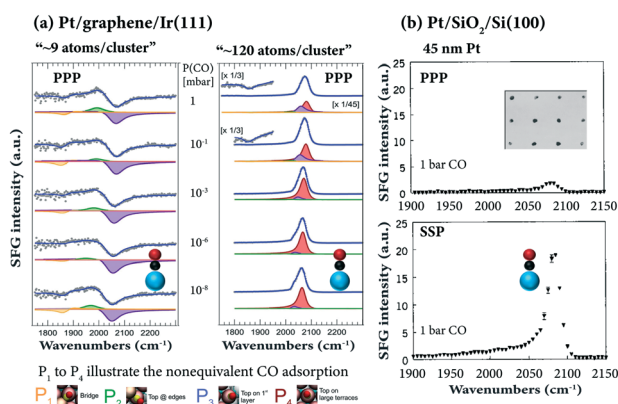 (a) Pt/graphene/Ir(111)
"~9 atoms/cluster"
"~120 atoms/cluster"
PPP
P(CO)
[mbar]
1
10⁻¹
10⁻³
10⁻⁶
10⁻⁸
[x 1/3]
PPP
[x 1/45]
[x 1/3]
SFG intensity (a.u.)
1800 1900 2000 2100 2200
Wavenumbers (cm⁻¹)
1800 1900 2000 2100 2200
Wavenumbers (cm⁻¹)
P₁ to P₄ illustrate the nonequivalent CO adsorption
P₁ Bridge
P₂ Top @ edges
P₃ Top on 1ˢᵗ
layer
P₄ Top on
large terraces
(b) Pt/SiO₂/Si(100)
45 nm Pt
PPP
SFG intensity (a.u.)
25
20
15
10
5
0
1 bar CO
1900 1950 2000 2050 2100 2150
SSP
SFG intensity (a.u.)
25
20
15
10
5
0
1 bar CO
1900 1950 2000 2050 2100 2150
Wavenumbers (cm⁻¹)